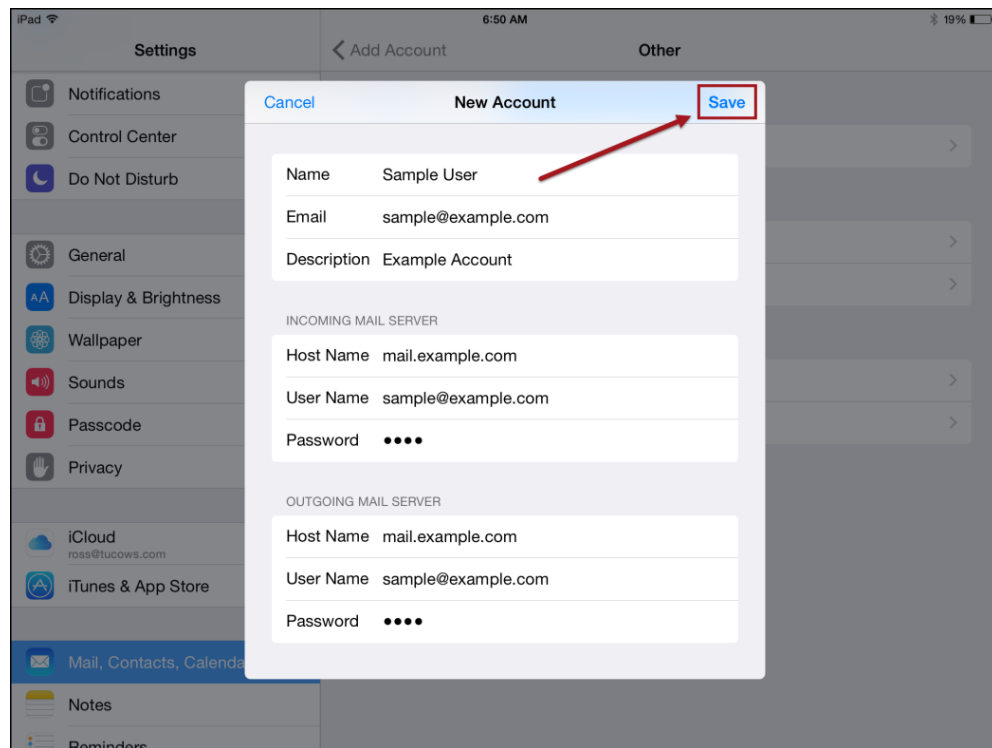 iPad 6:50 AM 19%
Settings
Add Account Other
Notifications
Control Center
Do Not Disturb
General
AA Display & Brightness
Wallpaper
Sounds
Passcode
Privacy
iCloud
ross@tucows.com
iTunes & App Store
Mail, Contacts, Calenda
Notes
Reminders
Cancel New Account Save
Name Sample User
Email sample@example.com
Description Example Account
INCOMING MAIL SERVER
Host Name mail.example.com
User Name sample@example.com
Password ●●●●
OUTGOING MAIL SERVER
Host Name mail.example.com
User Name sample@example.com
Password ●●●●